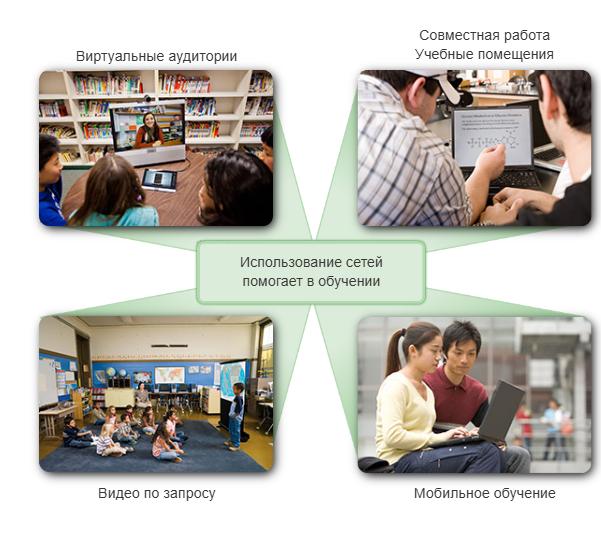 Виртуальные аудитории
Совместная работа
Учебные помещения
Использование сетей
помогает в обучении
Видео по запросу
Мобильное обучение